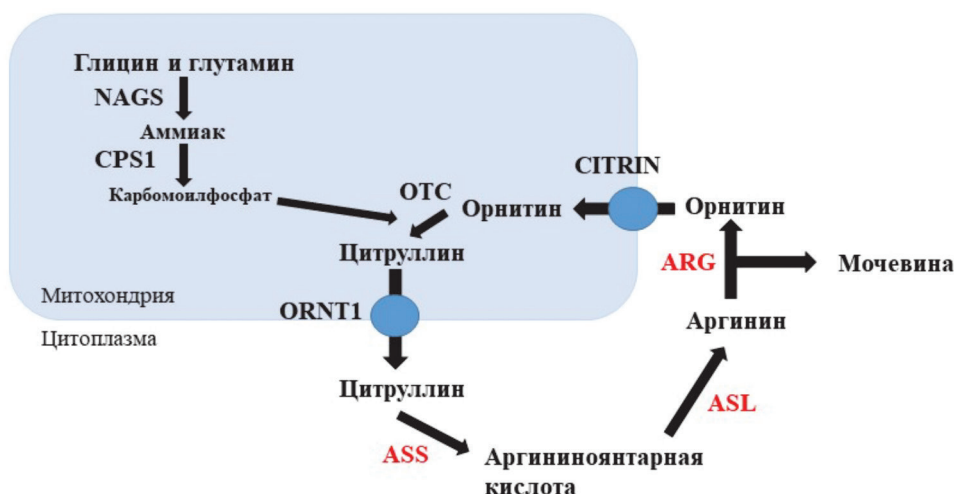 Глицин и глутамин
NAGS
Аммиак
CPS1
Карбомоилфосфат
OTC
Орнитин
CITRIN
Орнитин
Цитруллин
ARG
Мочевина
Митохондрия
ORNT1
Аргинин
Цитоплазма
Цитруллин
ASL
ASS
Аргининоянтарная
кислота